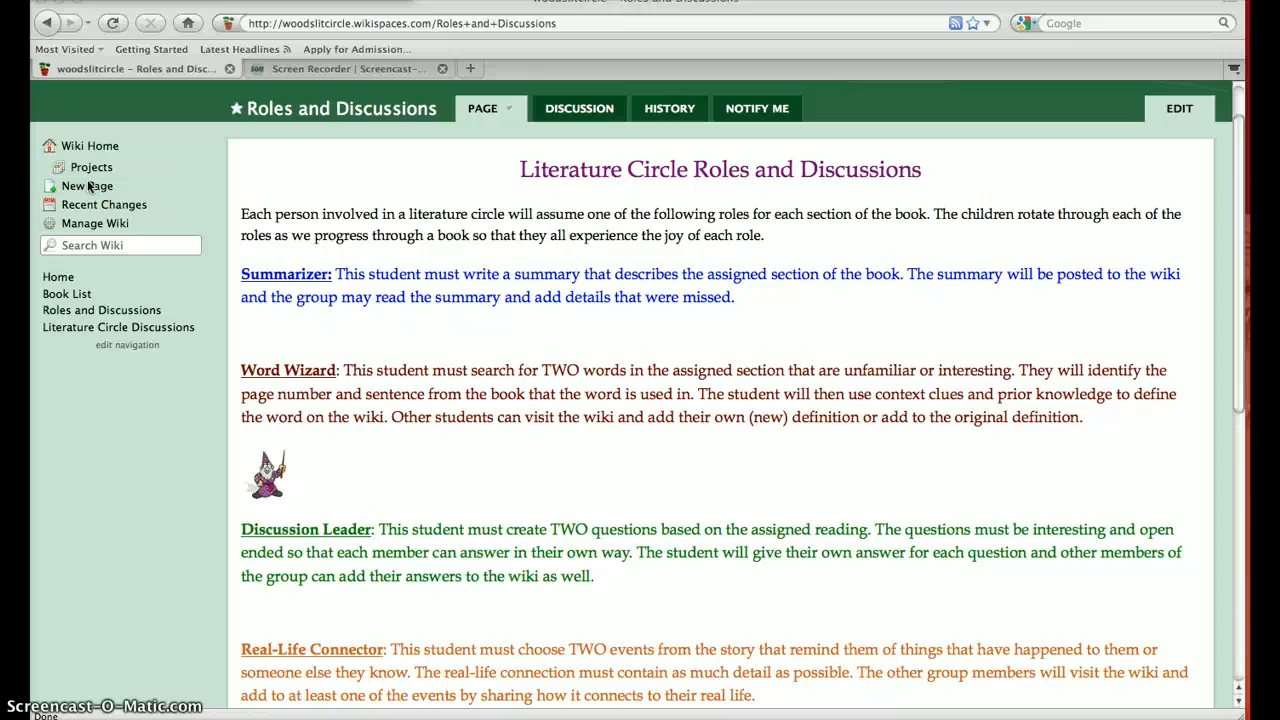 http://woodslitcircle.wikispaces.com/Roles+and+Discussions
Google
Most Visited
Getting Started
Latest Headlines
Apply for Admission...
woodslitcircle – Roles and Disc...
Screen Recorder | Screencast-...
Roles and Discussions
PAGE
DISCUSSION
HISTORY
NOTIFY ME
EDIT
Wiki Home
Projects
New Page
Recent Changes
Manage Wiki
Search Wiki
Home
Book List
Roles and Discussions
Literature Circle Discussions
edit navigation
Literature Circle Roles and Discussions
Each person involved in a literature circle will assume one of the following roles for each section of the book. The children rotate through each of the
roles as we progress through a book so that they all experience the joy of each role.
Summarizer: This student must write a summary that describes the assigned section of the book. The summary will be posted to the wiki
and the group may read the summary and add details that were missed.
Word Wizard: This student must search for TWO words in the assigned section that are unfamiliar or interesting. They will identify the
page number and sentence from the book that the word is used in. The student will then use context clues and prior knowledge to define
the word on the wiki. Other students can visit the wiki and add their own (new) definition or add to the original definition.
Discussion Leader: This student must create TWO questions based on the assigned reading. The questions must be interesting and open
ended so that each member can answer in their own way. The student will give their own answer for each question and other members of
the group can add their answers to the wiki as well.
Real-Life Connector: This student must choose TWO events from the story that remind them of things that have happened to them or
someone else they know. The real-life connection must contain as much detail as possible. The other group members will visit the wiki and
add to at least one of the events by sharing how it connects to their real life.
Screencast-O-Matic.com
Done